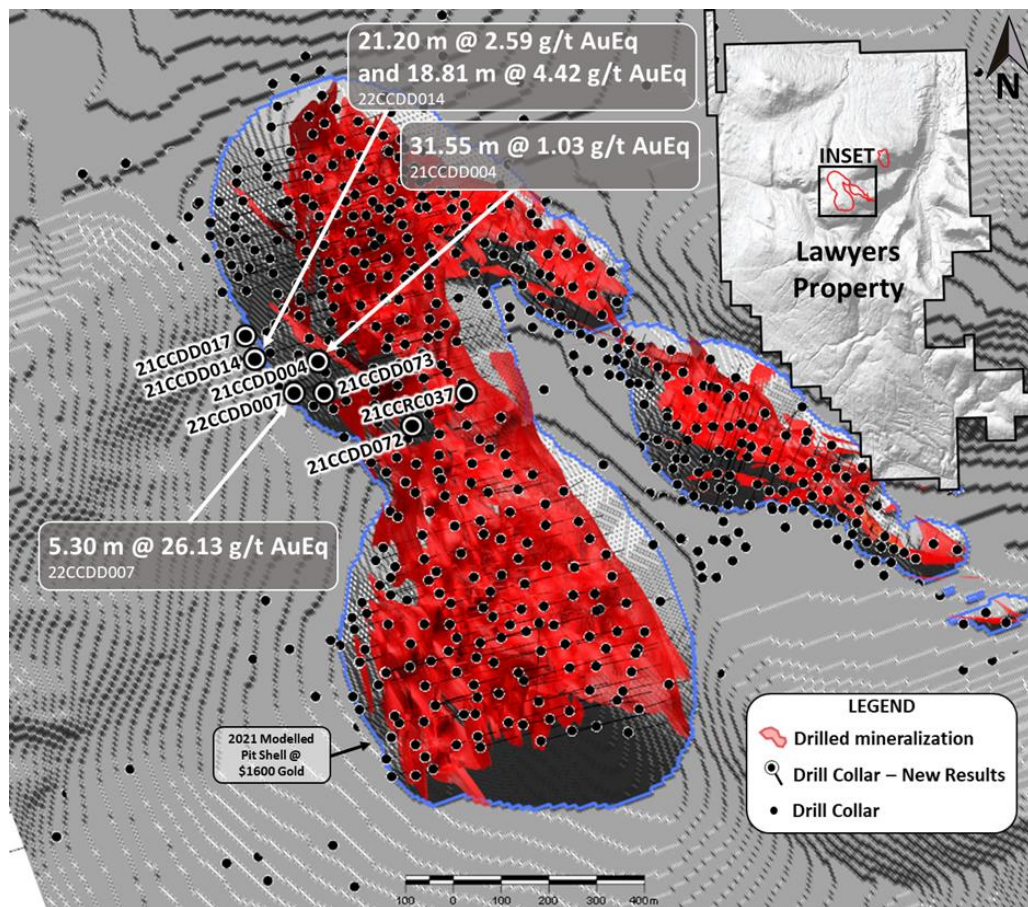 21.20 m @ 2.59 g/t AuEq
and 18.81 m @ 4.42 g/t AuEq
22CCDD014
31.55 m @ 1.03 g/t AuEq
21CCDD004
N
INSET
Lawyers
Property
21CCDD017
21CCDD014
21CCDD004
22CCDD007
21CCDD073
21CCRC037
21CCDD072
5.30 m @ 26.13 g/t AuEq
22CCDD007
2021 Modelled
Pit Shell @
$1600 Gold
LEGEND
Drilled mineralization
Drill Collar – New Results
Drill Collar
100 0 100 200 300 400m